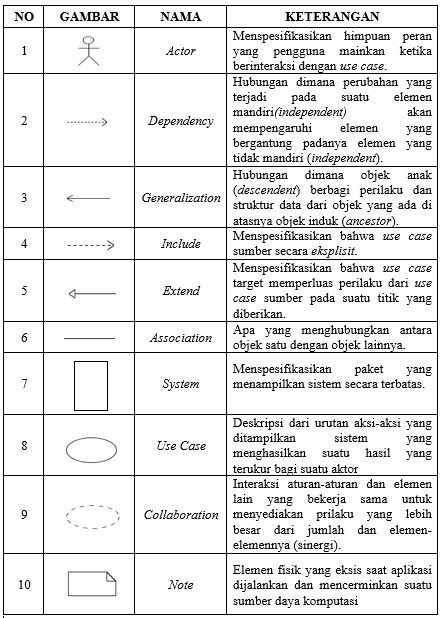 NO GAMBAR NAMA KETERANGAN
1 Actor Menspesifikasikan himpuan peran
yang pengguna mainkan ketika
berinteraksi dengan use case.
2 Dependency Hubungan dimana perubahan yang
terjadi pada suatu elemen
mandiri(independent) akan
mempengaruhi elemen yang
bergantung padanya elemen yang
tidak mandiri (independent).
3 Generalization Hubungan dimana objek anak
(descendent) berbagi perilaku dan
struktur data dari objek yang ada di
atasnya objek induk (ancestor).
4 Include Menspesifikasikan bahwa use case
sumber secara eksplisit.
5 Extend Menspesifikasikan bahwa use case
target memperluas perilaku dari use
case sumber pada suatu titik yang
diberikan.
6 Association Apa yang menghubungkan antara
objek satu dengan objek lainnya.
7 System Menspesifikasikan paket yang
menampilkan sistem secara terbatas.
8 Use Case Deskripsi dari urutan aksi-aksi yang
ditampilkan sistem yang
menghasilkan suatu hasil yang
terukur bagi suatu aktor
9 Collaboration Interaksi aturan-aturan dan elemen
lain yang bekerja sama untuk
menyediakan prilaku yang lebih
besar dari jumlah dan elemen-
elemennya (sinergi).
10 Note Elemen fisik yang eksis saat aplikasi
dijalankan dan mencerminkan suatu
sumber daya komputasi